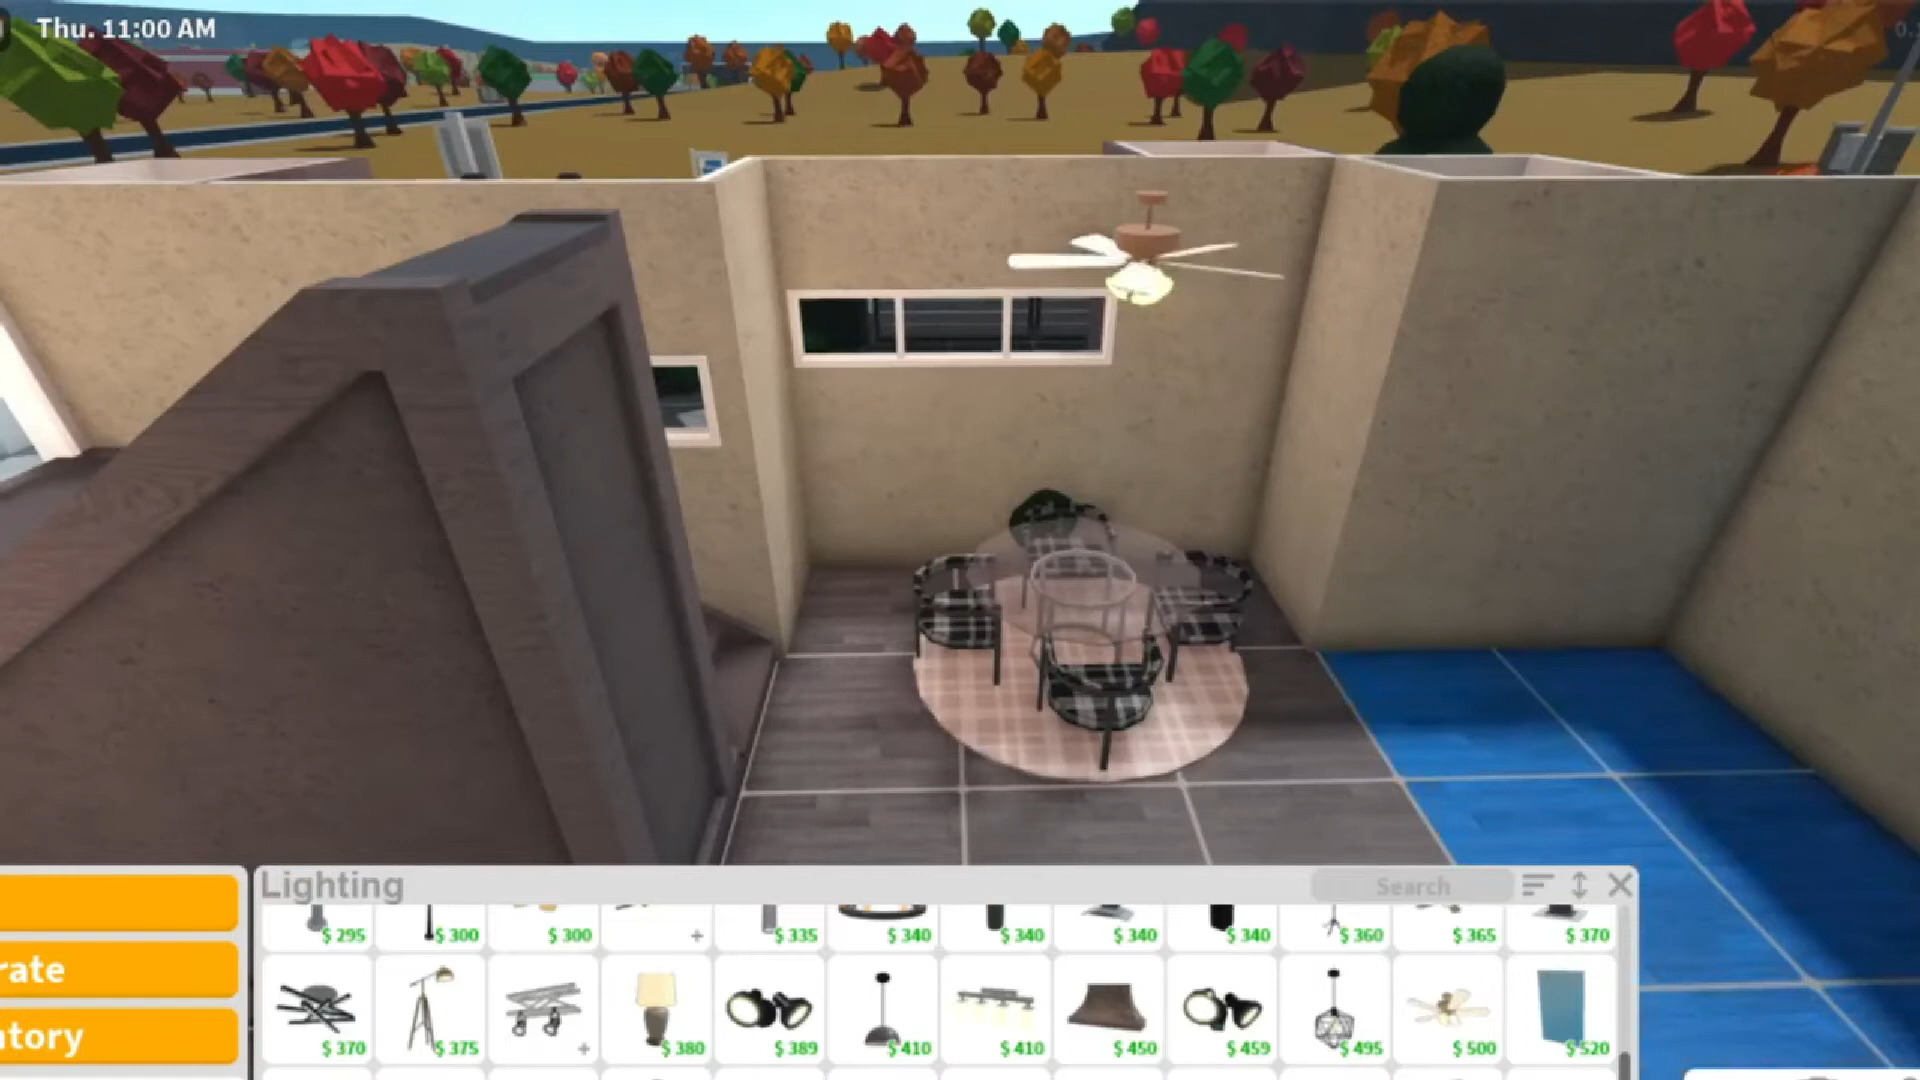 Thu. 11:00 AM
Lighting
Search
$ 295 $ 300 $ 300 + $ 335 $ 340 $ 340 $ 340 $ 340 $ 360 $ 365 $ 370
rate
$ 370 $ 375 + $ 380 $ 389 $ 410 $ 410 $ 450 $ 459 $ 495 $ 500 $ 520
ntory